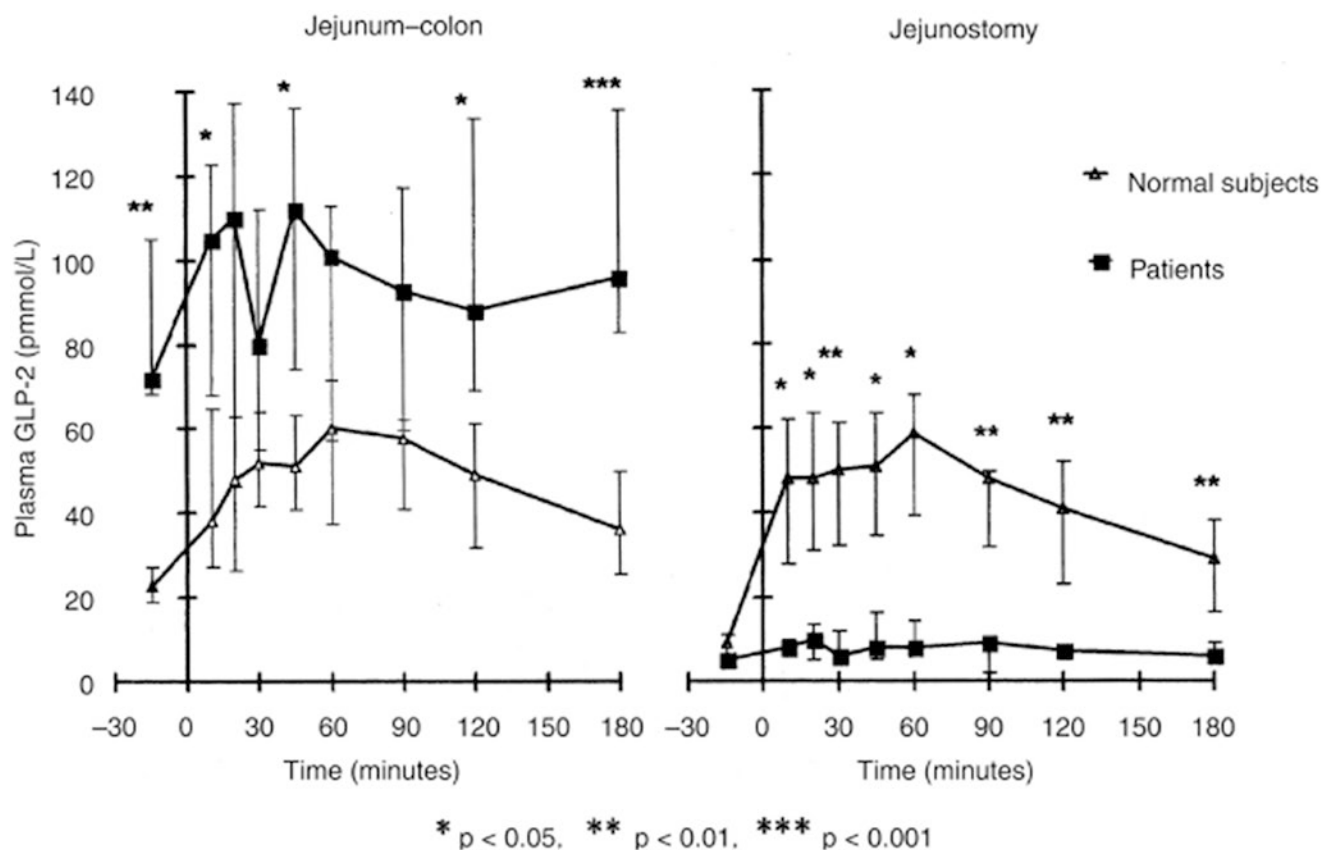 Jejunum–colon
Jejunostomy
Plasma GLP-2 (pmmol/L)
140
120
100
80
60
40
20
0
** * * * ***
–30 0 30 60 90 120 150 180
Time (minutes)
* * ** * * ** ** **
–30 0 30 60 90 120 150 180
Time (minutes)
Normal subjects
Patients
* p < 0.05, ** p < 0.01, *** p < 0.001